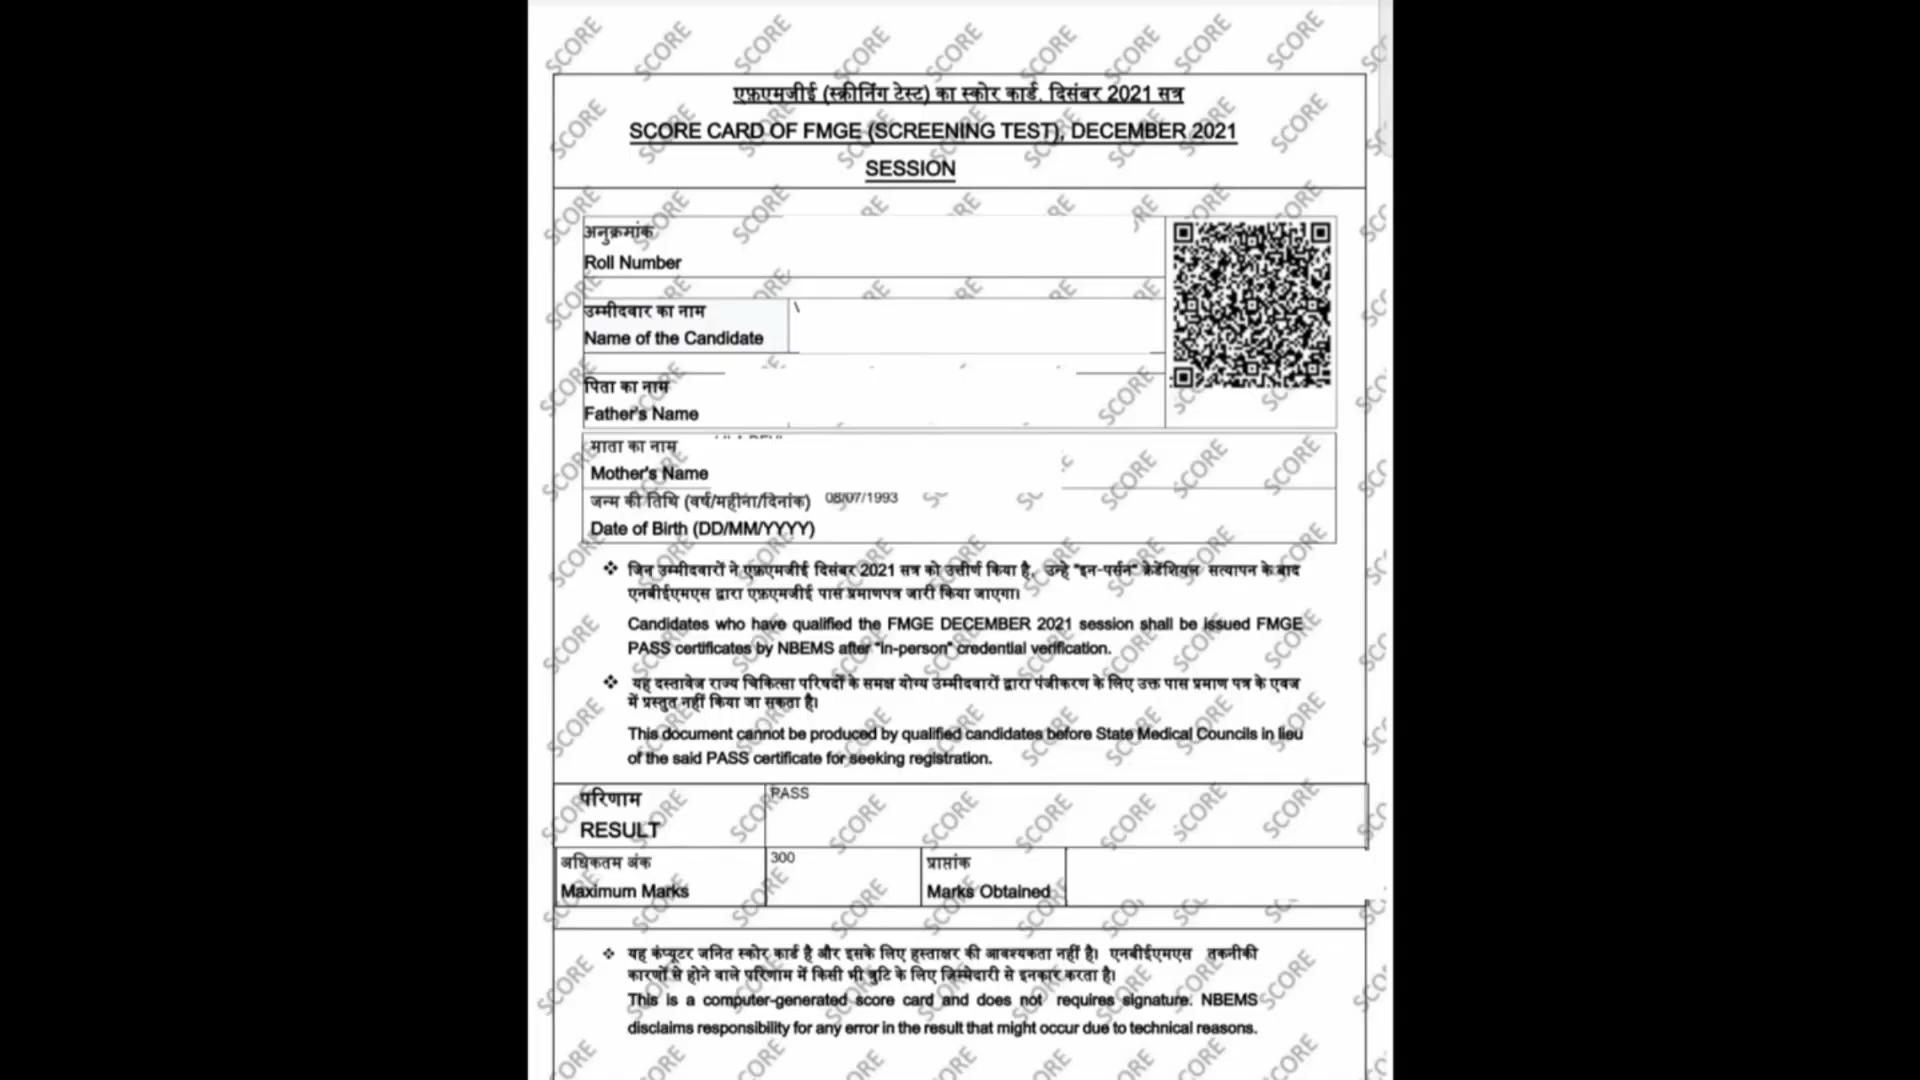 एफ़एमजीई (स्क्रीनिंग टेस्ट) का स्कोर कार्ड, दिसंबर 2021 सत्र
SCORE CARD OF FMGE (SCREENING TEST), DECEMBER 2021
SESSION
अनुक्रमांक
Roll Number
उम्मीदवार का नाम
Name of the Candidate
पिता का नाम
Father's Name
माता का नाम
Mother's Name
जन्म की तिथि (वर्ष/महीना/दिनांक) 08/07/1993
Date of Birth (DD/MM/YYYY)
❖ जिन उम्मीदवारों ने एफ़एमजीई दिसंबर 2021 सत्र को उत्तीर्ण किया है, उन्हे "इन-पर्सन" क्रेडेंशियल सत्यापन के बाद
एनबीईएमएस द्वारा एफ़एमजीई पास प्रमाणपत्र जारी किया जाएगा।
Candidates who have qualified the FMGE DECEMBER 2021 session shall be issued FMGE
PASS certificates by NBEMS after "in-person" credential verification.
❖ यह दस्तावेज राज्य चिकित्सा परिषदों के समक्ष योग्य उम्मीदवारों द्वारा पंजीकरण के लिए उक्त पास प्रमाण पत्र के एवज
में प्रस्तुत नहीं किया जा सकता है।
This document cannot be produced by qualified candidates before State Medical Councils in lieu
of the said PASS certificate for seeking registration.
परिणाम PASS
RESULT
अधिकतम अंक 300 प्राप्तांक
Maximum Marks Marks Obtained
❖ यह कंप्यूटर जनित स्कोर कार्ड है और इसके लिए हस्ताक्षर की आवश्यकता नहीं है। एनबीईएमएस तकनीकी
कारणों से होने वाले परिणाम में किसी भी त्रुटि के लिए जिम्मेदारी से इनकार करता है।
This is a computer-generated score card and does not requires signature. NBEMS
disclaims responsibility for any error in the result that might occur due to technical reasons.
SCORE